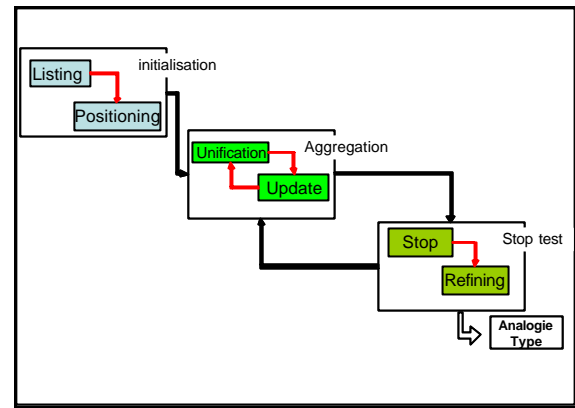 initialisation
Listing
Positioning
Aggregation
Unification
Update
Stop test
Stop
Refining
Analogie
Type